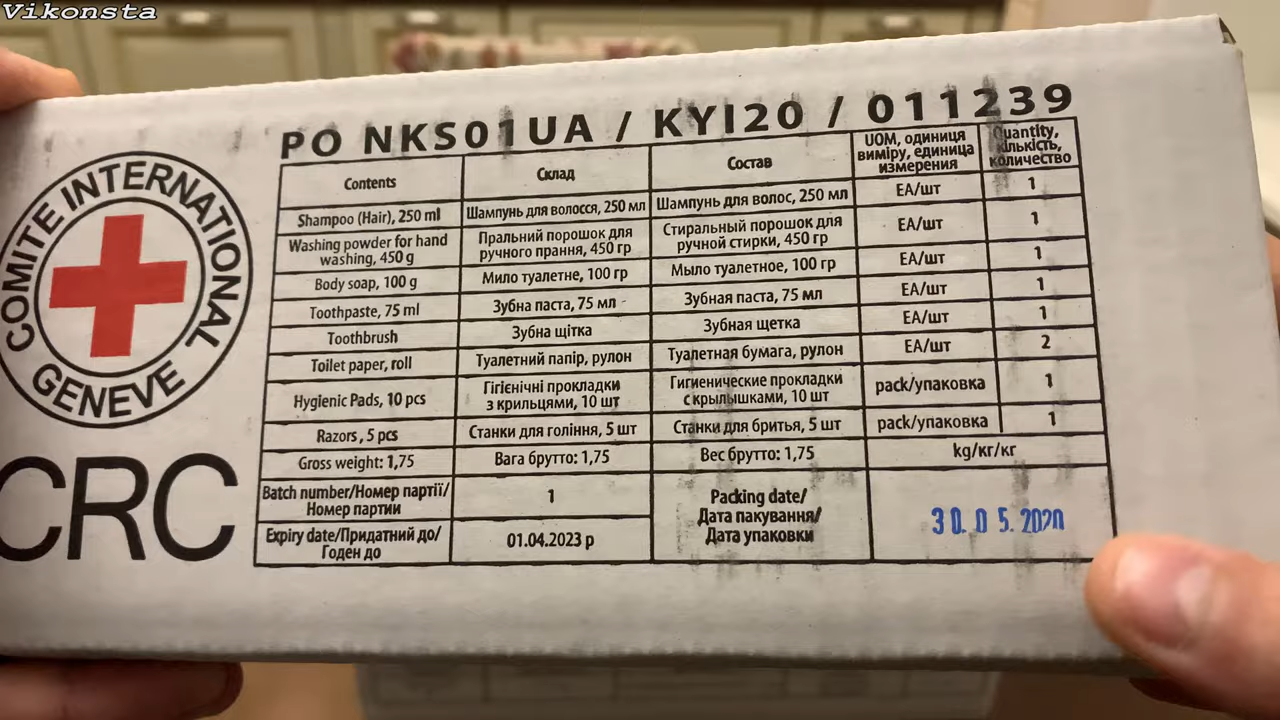 Vikonsta
PO NKS01UA / KYI20 / 011239
COMITE INTERNATIONAL GENEVE
CRC
Contents
Склад
Состав
UOM, одиниця
виміру, единица
измерения
Quantity,
кількість,
количество
Shampoo (Hair), 250 ml
Шампунь для волосся, 250 мл
Шампунь для волос, 250 мл
EA/шт
1
Washing powder for hand
washing, 450 g
Пральний порошок для
ручного прання, 450 гр
Стиральный порошок для
ручной стирки, 450 гр
EA/шт
1
Body soap, 100 g
Мило туалетне, 100 гр
Мыло туалетное, 100 гр
EA/шт
1
Toothpaste, 75 ml
Зубна паста, 75 мл
Зубная паста, 75 мл
EA/шт
1
Toothbrush
Зубна щітка
Зубная щетка
EA/шт
1
Toilet paper, roll
Туалетний папір, рулон
Туалетная бумага, рулон
EA/шт
2
Hygienic Pads, 10 pcs
Гігієнічні прокладки
з крильцями, 10 шт
Гигиенические прокладки
с крылышками, 10 шт
pack/упаковка
1
Razors, 5 pcs
Станки для гоління, 5 шт
Станки для бритья, 5 шт
pack/упаковка
1
Gross weight: 1,75
Вага брутто: 1,75
Вес брутто: 1,75
kg/кг/кг
Batch number/Номер партії/
Номер партии
1
Packing date/
Дата пакування/
Дата упаковки
30.05.2020
Expiry date/Придатний до/
Годен до
01.04.2023 р